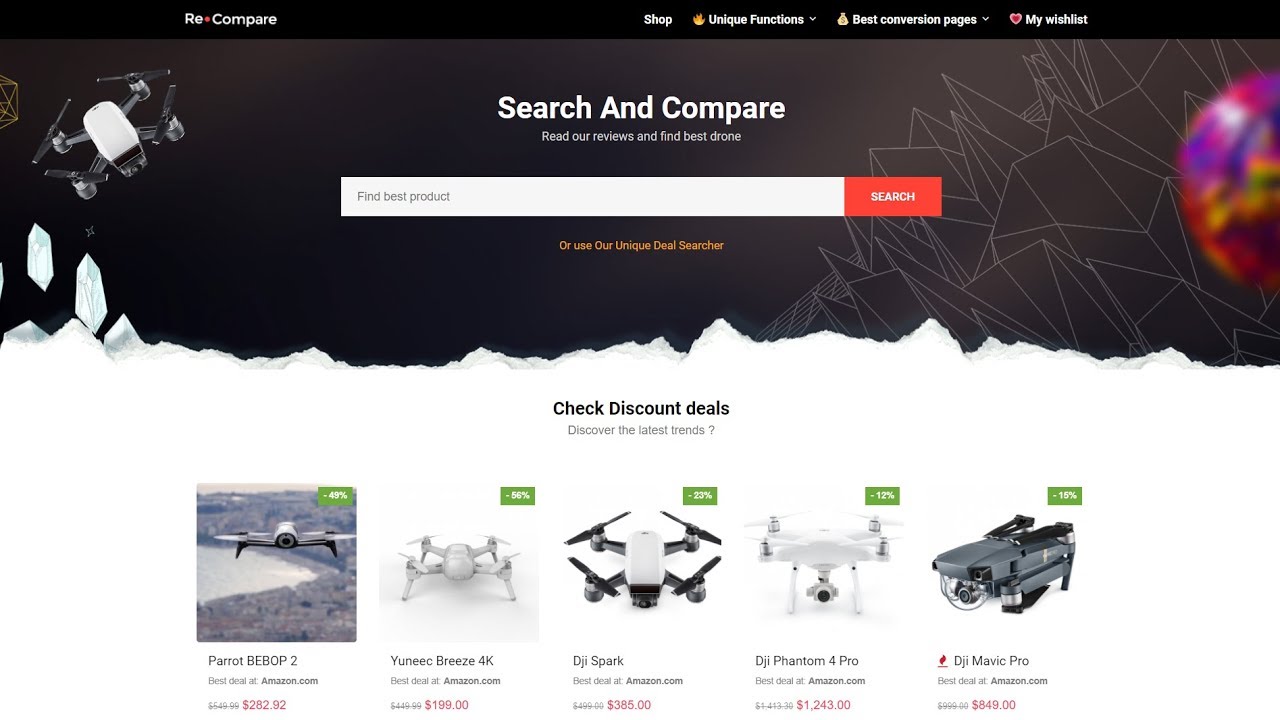 Re•Compare
Shop
🔥 Unique Functions
💰 Best conversion pages
💗 My wishlist
Search And Compare
Read our reviews and find best drone
Find best product
SEARCH
Or use Our Unique Deal Searcher
Check Discount deals
Discover the latest trends ?
- 49%
- 56%
- 23%
- 12%
- 15%
Parrot BEBOP 2
Best deal at: Amazon.com
$549.99 $282.92
Yuneec Breeze 4K
Best deal at: Amazon.com
$449.99 $199.00
Dji Spark
Best deal at: Amazon.com
$499.00 $385.00
Dji Phantom 4 Pro
Best deal at: Amazon.com
$1,413.30 $1,243.00
Dji Mavic Pro
Best deal at: Amazon.com
$999.00 $849.00